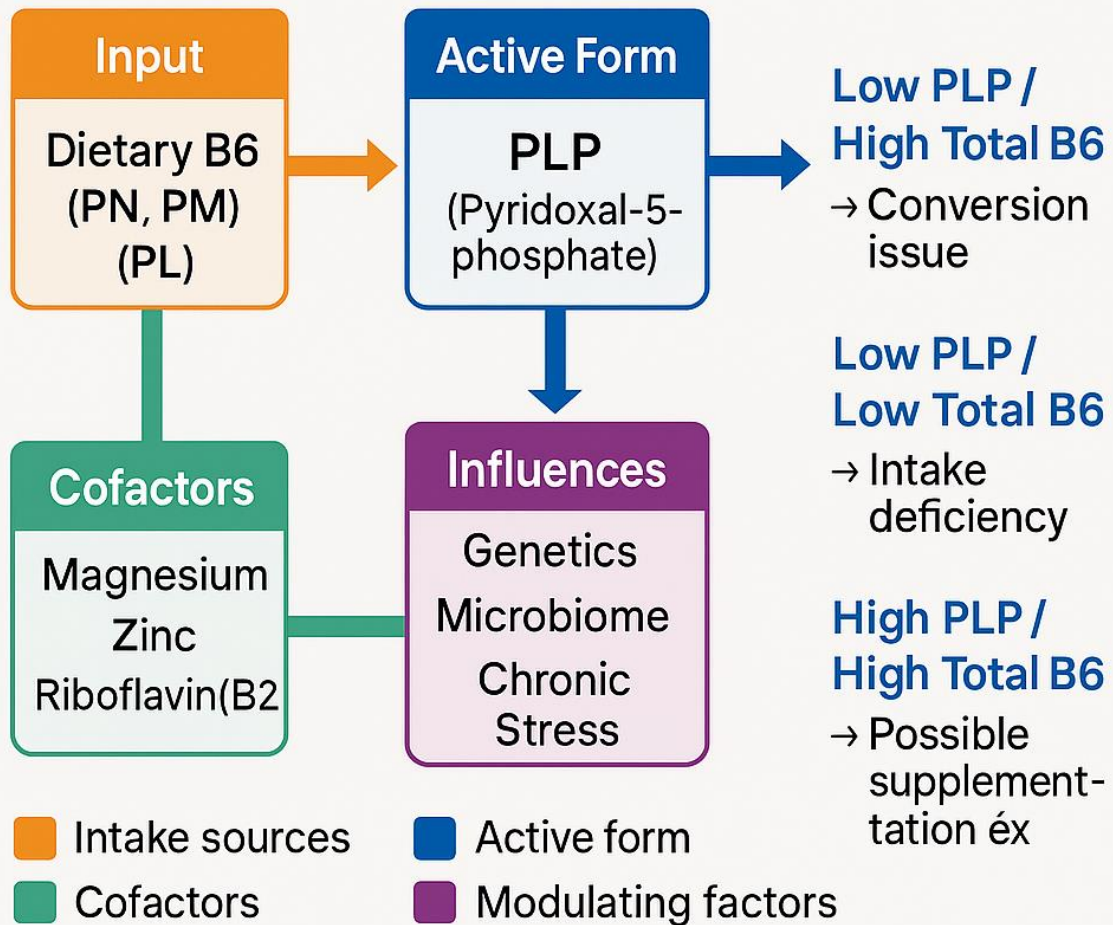 Input
Dietary B6
(PN, PM)
(PL)
Active Form
PLP
(Pyridoxal-5-
phosphate)
Low PLP /
High Total B6
→ Conversion
issue
Low PLP /
Low Total B6
→ Intake
deficiency
High PLP /
High Total B6
→ Possible
supplement-
tation éx
Cofactors
Magnesium
Zinc
Riboflavin(B2
Influences
Genetics
Microbiome
Chronic
Stress
Intake sources
Active form
Cofactors
Modulating factors